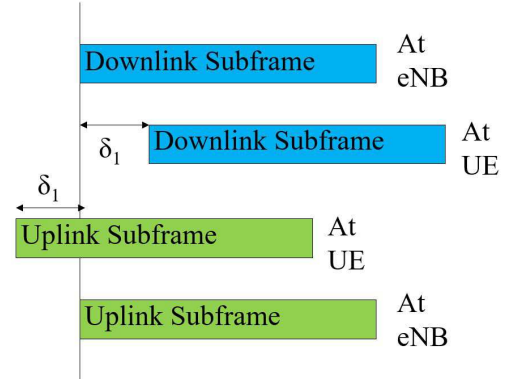 Downlink Subframe
At
eNB
δ1
Downlink Subframe
At
UE
δ1
Uplink Subframe
At
UE
Uplink Subframe
At
eNB